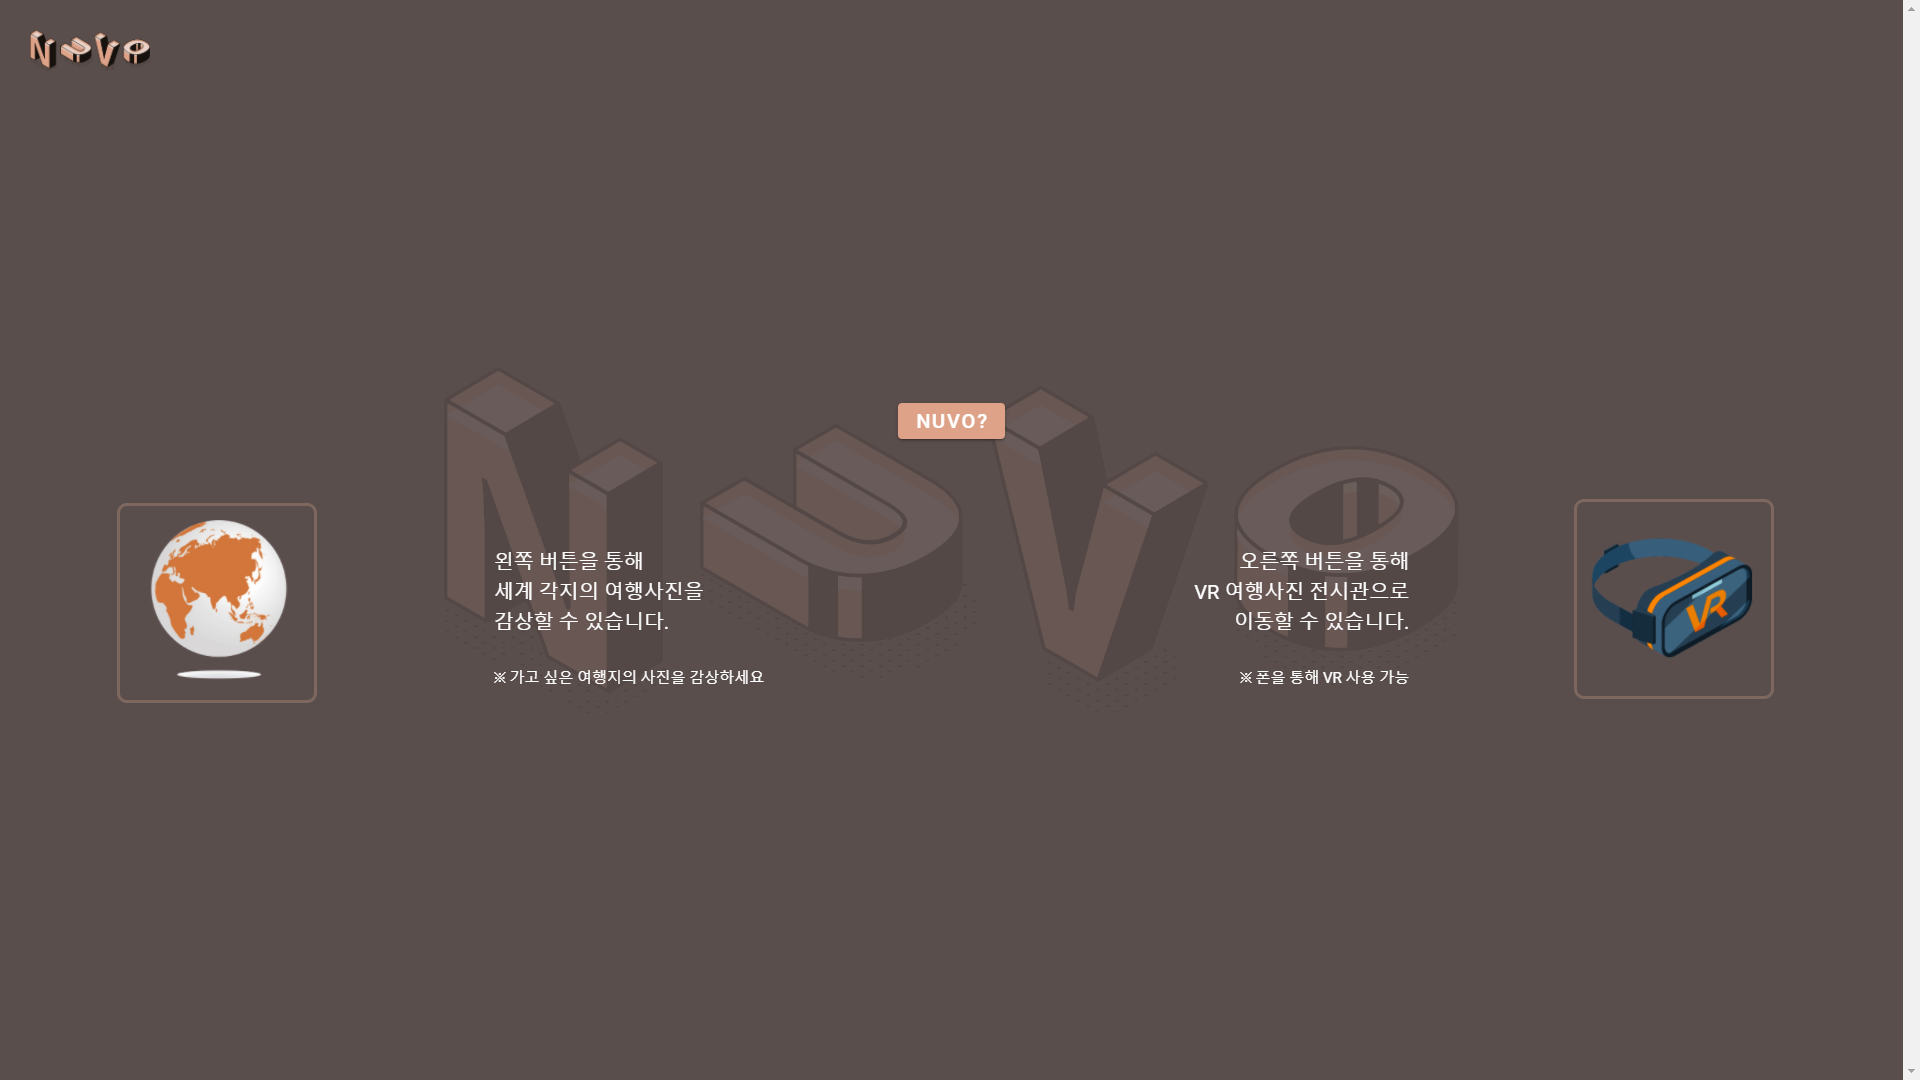 NUVO
NUVO
NUVO?
왼쪽 버튼을 통해
세계 각지의 여행사진을
감상할 수 있습니다.
※ 가고 싶은 여행지의 사진을 감상하세요
오른쪽 버튼을 통해
VR 여행사진 전시관으로
이동할 수 있습니다.
※ 폰을 통해 VR 사용 가능
VR